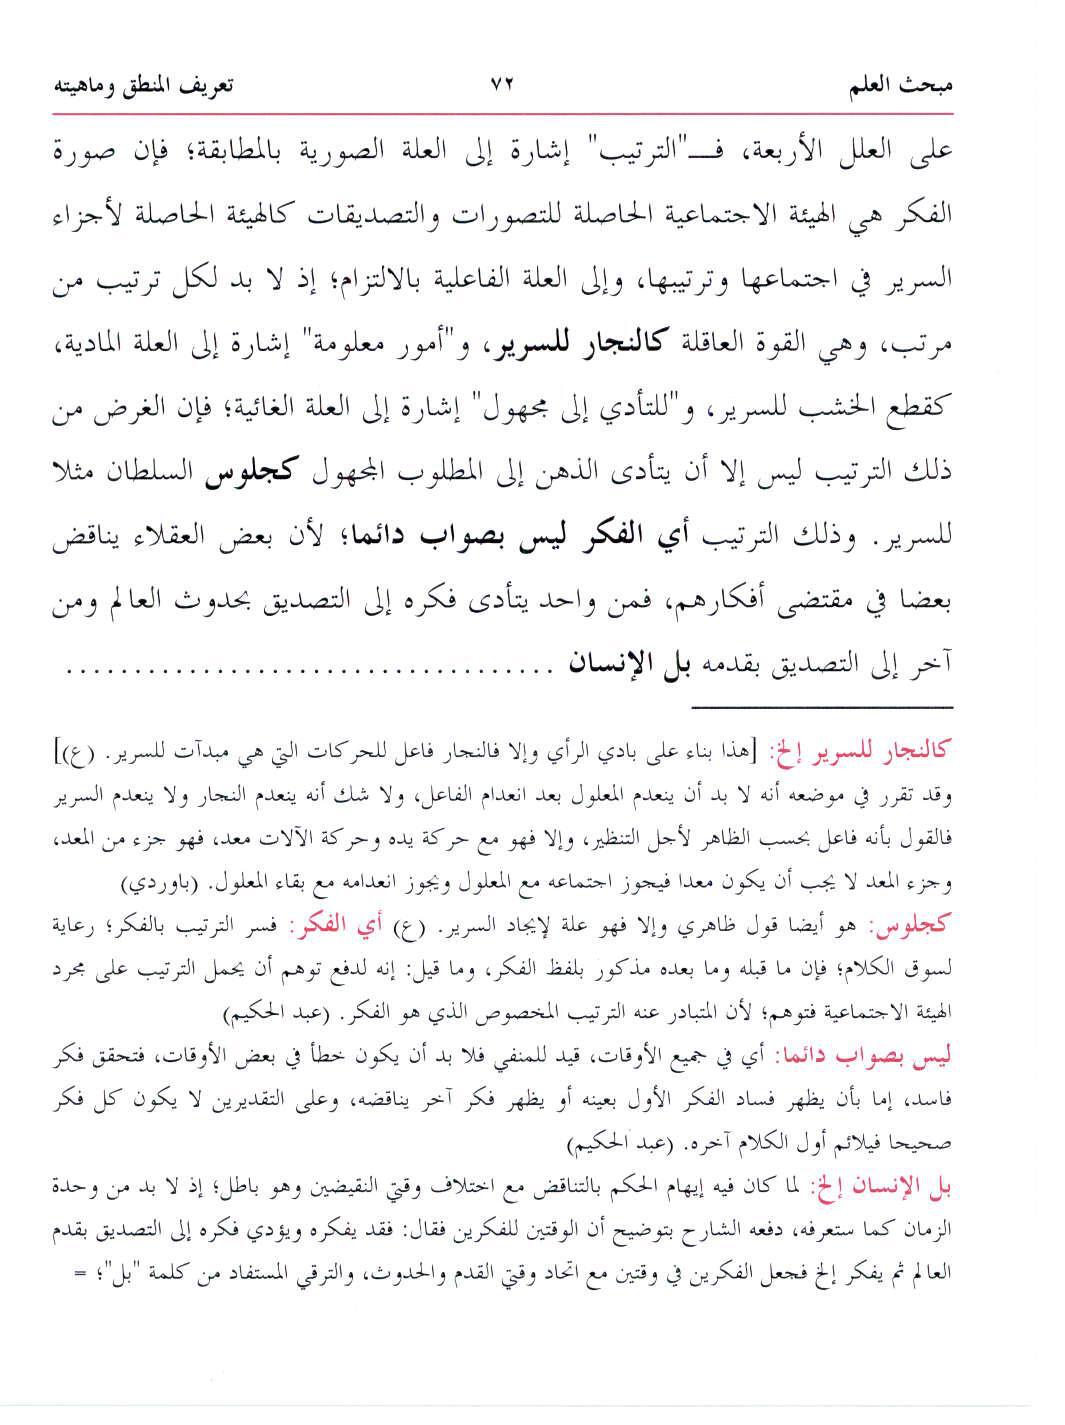 مبحث العلم ٧٢ تعريف المنطق وماهيته
على العلل الأربعة، فـــ"الترتيب" إشارة إلى العلة الصورية بالمطابقة؛ فإن صورة
الفكر هي الهيئة الاجتماعية الحاصلة للتصورات والتصديقات كالهيئة الحاصلة لأجزاء
السرير في اجتماعها وترتيبها، وإلى العلة الفاعلية بالالتزام؛ إذ لا بد لكل ترتيب من
مرتب، وهي القوة العاقلة كالنجار للسرير، و"أمور معلومة" إشارة إلى العلة المادية،
كقطع الخشب للسرير، و"للتأدي إلى مجهول" إشارة إلى العلة الغائية؛ فإن الغرض من
ذلك الترتيب ليس إلا أن يتأدى الذهن إلى المطلوب المجهول كجلوس السلطان مثلا
للسرير. وذلك الترتيب أي الفكر ليس بصواب دائما؛ لأن بعض العقلاء يناقض
بعضا في مقتضى أفكارهم، فمن واحد يتأدى فكره إلى التصديق بحدوث العالم ومن
آخر إلى التصديق بقدمه بل الإنسان ....................................
كالنجار للسرير إلخ: [هذا بناء على بادي الرأي وإلا فالنجار فاعل للحركات التي هي مبدآت للسرير. (ع)]
وقد تقرر في موضعه أنه لا بد أن ينعدم المعلول بعد انعدام الفاعل، ولا شك أنه ينعدم النجار ولا ينعدم السرير
فالقول بأنه فاعل بحسب الظاهر لأجل التنظير، وإلا فهو مع حركة يده وحركة الآلات معد، فهو جزء من المعد،
وجزء المعد لا يجب أن يكون معدا فيجوز اجتماعه مع المعلول ويجوز انعدامه مع بقاء المعلول. (باوردي)
كجلوس: هو أيضا قول ظاهري وإلا فهو علة لإيجاد السرير. (ع) أي الفكر: فسر الترتيب بالفكر؛ رعاية
لسوق الكلام؛ فإن ما قبله وما بعده مذكور بلفظ الفكر، وما قيل: إنه لدفع توهم أن يحمل الترتيب على مجرد
الهيئة الاجتماعية فتوهم؛ لأن المتبادر عنه الترتيب المخصوص الذي هو الفكر. (عبد الحكيم)
ليس بصواب دائما: أي في جميع الأوقات، قيد للمنفي فلا بد أن يكون خطأ في بعض الأوقات، فتحقق فكر
فاسد، إما بأن يظهر فساد الفكر الأول بعينه أو يظهر فكر آخر يناقضه، وعلى التقديرين لا يكون كل فكر
صحيحا فيلائم أول الكلام آخره. (عبد الحكيم)
بل الإنسان إلخ: لما كان فيه إيهام الحكم بالتناقض مع اختلاف وقتي النقيضين وهو باطل؛ إذ لا بد من وحدة
الزمان كما ستعرفه، دفعه الشارح بتوضيح أن الوقتين للفكرين فقال: فقد يفكره ويؤدي فكره إلى التصديق بقدم
العالم ثم يفكر إلخ فجعل الفكرين في وقتين مع اتحاد وقتي القدم والحدوث، والترقي المستفاد من كلمة "بل"؛ =